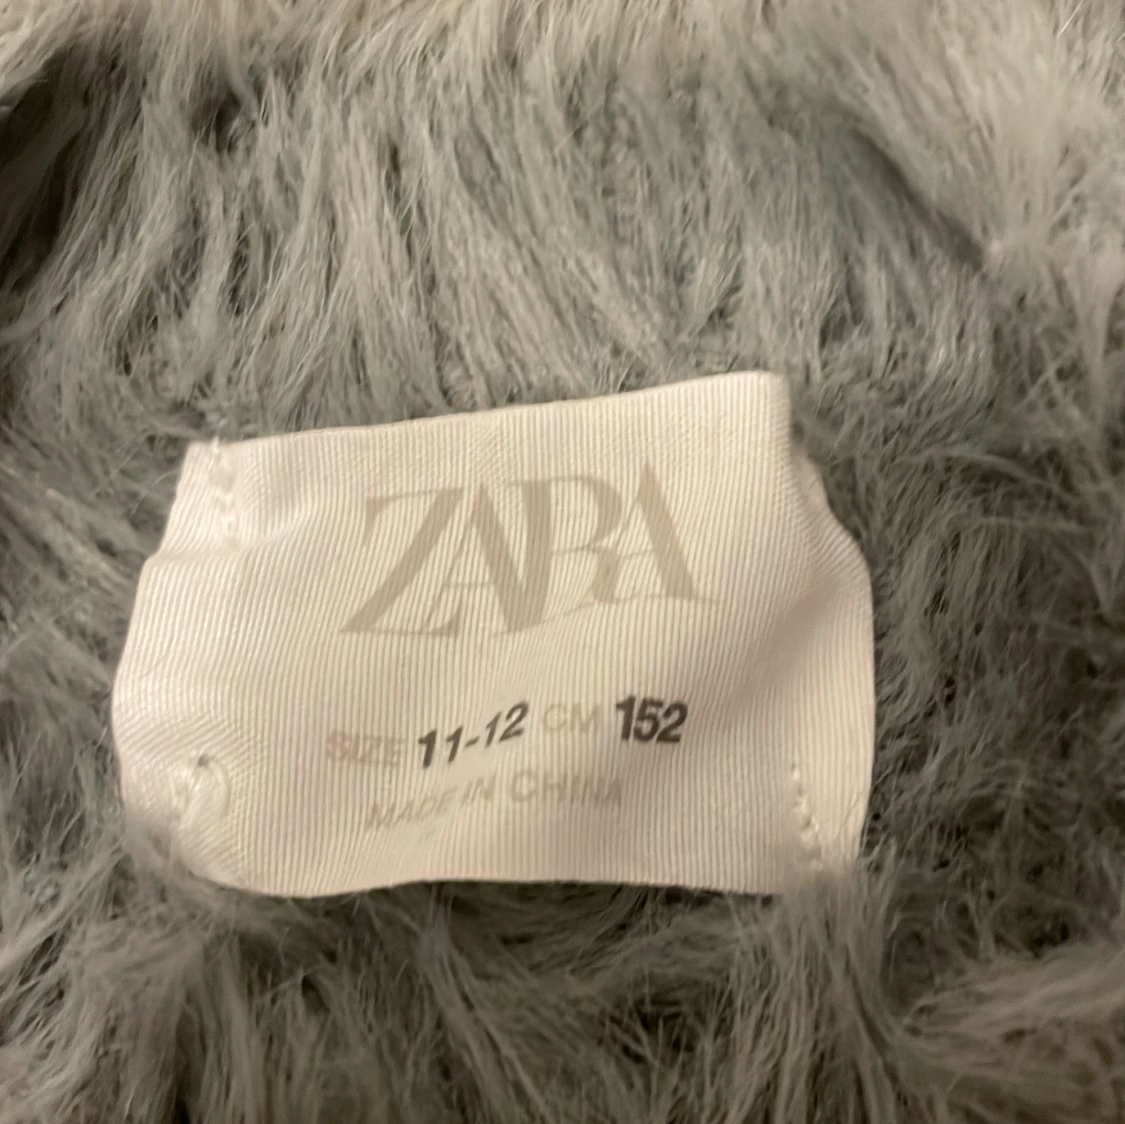 ZARA
SIZE 11-12 CM 152
MADE IN CHINA